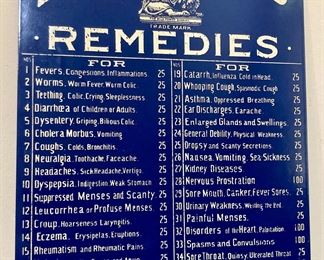 TRADE MARK
· REMEDIES ·
FOR
NOS
1 Fevers, Congestions, Inflammations 25
2 Worms, Worm Fever, Worm Colic 25
3 Teething, Colic, Crying, Sleeplessness 25
4 Diarrhea of Children or Adults 25
5 Dysentery, Griping, Bilious Colic 25
6 Cholera Morbus, Vomiting 25
7 Coughs, Colds, Bronchitis 25
8 Neuralgia, Toothache, Faceache 25
9 Headaches, Sick Headache, Vertigo 25
10 Dyspepsia, Indigestion, Weak Stomach 25
11 Suppressed Menses and Scanty 25
12 Leucorrhea or Profuse Menses 25
13 Croup, Hoarseness, Laryngitis 25
14 Eczema, Erysipelas, Eruptions 25
15 Rheumatism and Rheumatic Pains 25
FOR
NOS
19 Catarrh, Influenza, Cold in Head 25
20 Whooping Cough, Spasmodic Cough 25
21 Asthma, Oppressed Breathing 25
22 Ear Discharges, Earache 25
23 Enlarged Glands and Swellings 25
24 General Debility, Physical Weakness 25
25 Dropsy and Scanty Secretions 25
26 Nausea, Vomiting, Sea Sickness 25
27 Kidney Diseases 25
28 Nervous Prostration 1.00
29 Sore Mouth, Canker, Fever Sores 25
30 Urinary Weakness, Wetting the Bed 25
31 Painful Menses 25
32 Disorders of the Heart, Palpitation 1.00
33 Spasms and Convulsions 1.00
34 Sore Throat, Quinsy, Ulcerated Throat 25